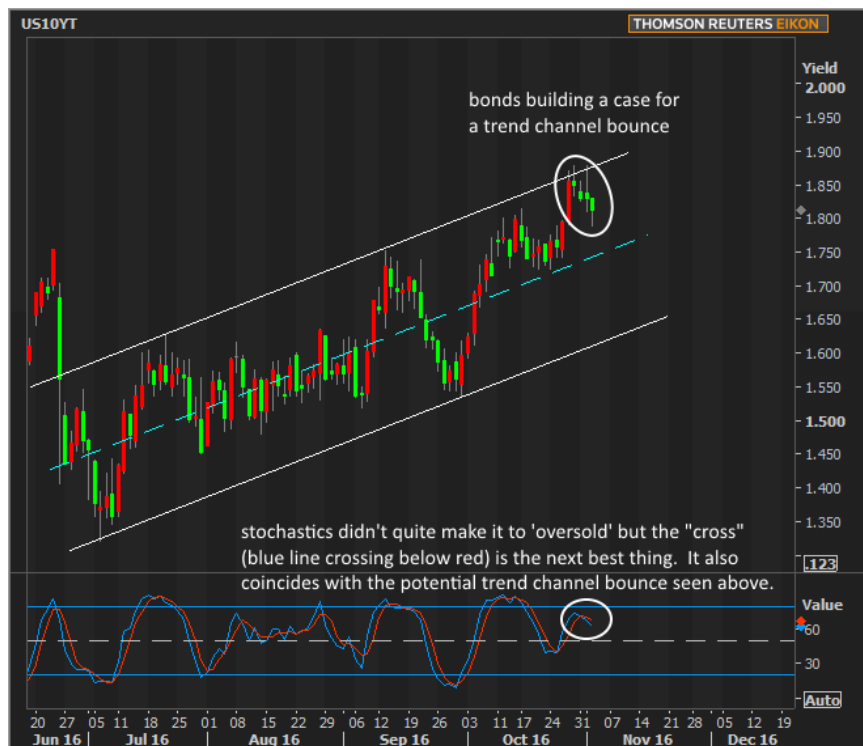 US10YT
THOMSON REUTERS EIKON
Yield
2.000
bonds building a case for
a trend channel bounce
1.950
1.900
1.850
1.800
1.750
1.700
1.650
1.600
1.550
1.500
1.450
1.400
1.350
stochastics didn't quite make it to 'oversold' but the "cross"
(blue line crossing below red) is the next best thing. It also
coincides with the potential trend channel bounce seen above.
.123
Value
60
30
Auto
20 27 05 11 18 25 01 08 15 22 29 06 12 19 26 03 11 17 24 31 07 14 21 28 05 12 19
Jun 16 Jul 16 Aug 16 Sep 16 Oct 16 Nov 16 Dec 16